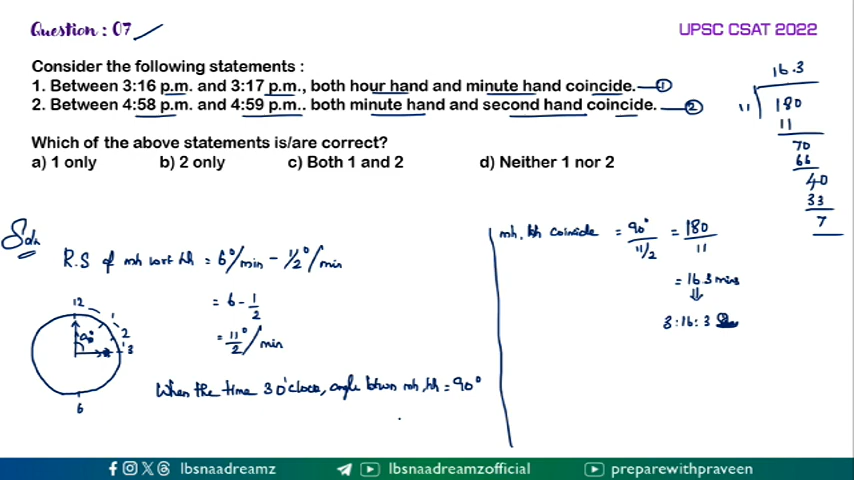 Question : 07
UPSC CSAT 2022
Consider the following statements :
1. Between 3:16 p.m. and 3:17 p.m., both hour hand and minute hand coincide. — ①
2. Between 4:58 p.m. and 4:59 p.m.. both minute hand and second hand coincide. — ②
Which of the above statements is/are correct?
a) 1 only b) 2 only c) Both 1 and 2 d) Neither 1 nor 2
16.3
11 180
11
70
66
40
33
7
Soln
R.S of mh wort hh = 6°/min - 1/2°/min
= 6 - 1/2
= 11°/2 /min
12
1
2
3
6
90°
When the time 3 0'clock, angle btwn mh, hh = 90°
mh, hh coincide = 90°/11/2 = 180/11
= 16.3 mins
⇓
3:16:3
lbsnaadreamz lbsnaadreamzofficial preparewithpraveen